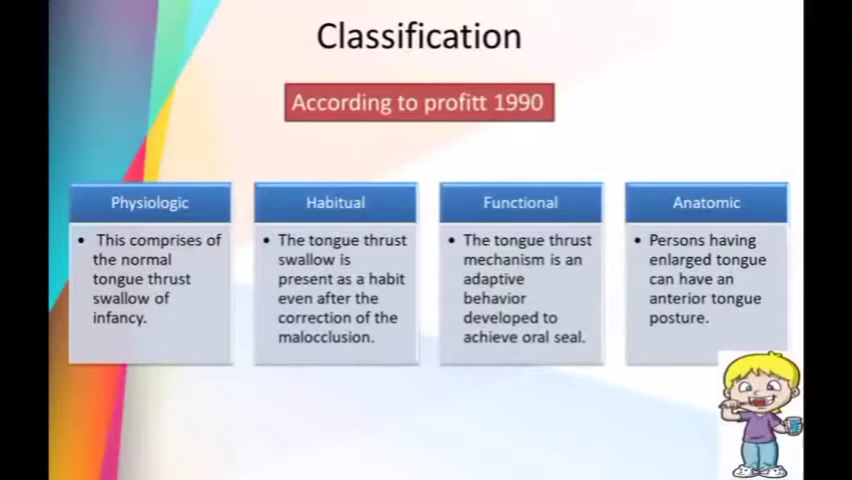 Classification
According to profitt 1990
Physiologic
• This comprises of
the normal
tongue thrust
swallow of
infancy.
Habitual
• The tongue thrust
swallow is
present as a habit
even after the
correction of the
malocclusion.
Functional
• The tongue thrust
mechanism is an
adaptive
behavior
developed to
achieve oral seal.
Anatomic
• Persons having
enlarged tongue
can have an
anterior tongue
posture.